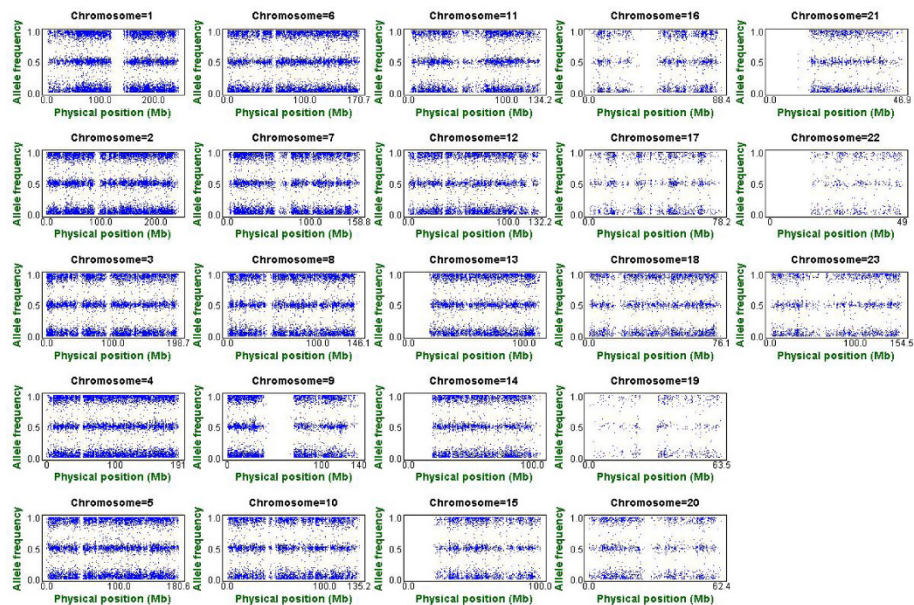 Chromosome=1
Allele frequency
1.0
0.5
0.0
0.0 100.0 200.0
Physical position (Mb)
Chromosome=6
Allele frequency
1.0
0.5
0.0
0.0 100.0 170.7
Physical position (Mb)
Chromosome=11
Allele frequency
1.0
0.5
0.0
0.0 100.0 134.2
Physical position (Mb)
Chromosome=16
Allele frequency
1.0
0.5
0.0
0.0 88.4
Physical position (Mb)
Chromosome=21
Allele frequency
1.0
0.5
0.0
0.0 46.9
Physical position (Mb)
Chromosome=2
Allele frequency
1.0
0.5
0.0
0.0 100.0 200.0
Physical position (Mb)
Chromosome=7
Allele frequency
1.0
0.5
0.0
0.0 100.0 158.8
Physical position (Mb)
Chromosome=12
Allele frequency
1.0
0.5
0.0
0.0 100.0 132.2
Physical position (Mb)
Chromosome=17
Allele frequency
1.0
0.5
0.0
0.0 78.2
Physical position (Mb)
Chromosome=22
Allele frequency
1.0
0.5
0.0
0.0 49
Physical position (Mb)
Chromosome=3
Allele frequency
1.0
0.5
0.0
0.0 100.0 198.7
Physical position (Mb)
Chromosome=8
Allele frequency
1.0
0.5
0.0
0.0 100.0 146.1
Physical position (Mb)
Chromosome=13
Allele frequency
1.0
0.5
0.0
0.0 100.0
Physical position (Mb)
Chromosome=18
Allele frequency
1.0
0.5
0.0
0.0 76.1
Physical position (Mb)
Chromosome=23
Allele frequency
1.0
0.5
0.0
0.0 100.0 154.5
Physical position (Mb)
Chromosome=4
Allele frequency
1.0
0.5
0.0
0 100 191
Physical position (Mb)
Chromosome=9
Allele frequency
1.0
0.5
0.0
0 100 140
Physical position (Mb)
Chromosome=14
Allele frequency
1.0
0.5
0.0
0.0 100.0
Physical position (Mb)
Chromosome=19
Allele frequency
1.0
0.5
0.0
0.0 63.5
Physical position (Mb)
Chromosome=5
Allele frequency
1.0
0.5
0.0
0.0 100.0 180.6
Physical position (Mb)
Chromosome=10
Allele frequency
1.0
0.5
0.0
0.0 100.0 135.2
Physical position (Mb)
Chromosome=15
Allele frequency
1.0
0.5
0.0
0.0 100.0
Physical position (Mb)
Chromosome=20
Allele frequency
1.0
0.5
0.0
0.0 62.4
Physical position (Mb)